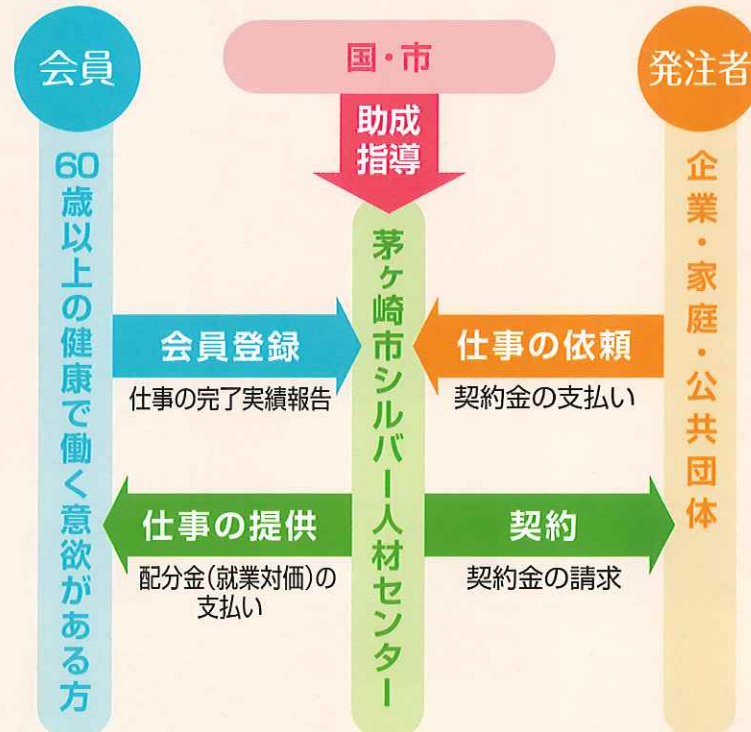 会員
60歳以上の健康で働く意欲がある方
国・市
助成
指導
茅ヶ崎市シルバー人材センター
発注者
企業・家庭・公共団体
会員登録
仕事の完了実績報告
仕事の依頼
契約金の支払い
仕事の提供
配分金(就業対価)の
支払い
契約
契約金の請求